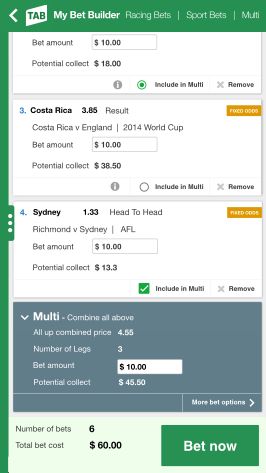 TAB My Bet Builder Racing Bets | Sport Bets | Multi
Bet amount $ 10.00
Potential collect $ 18.00
i Include in Multi Remove
3. Costa Rica 3.85 Result FIXED ODDS
Costa Rica v England | 2014 World Cup
Bet amount $ 10.00
Potential collect $ 38.50
i Include in Multi Remove
4. Sydney 1.33 Head To Head FIXED ODDS
Richmond v Sydney | AFL
Bet amount $ 10.00
Potential collect $ 13.3
Include in Multi Remove
Multi - Combine all above
All up combined price 4.55
Number of Legs 3
Bet amount $ 10.00
Potential collect $ 45.50
More bet options
Number of bets 6
Total bet cost $ 60.00
Bet now